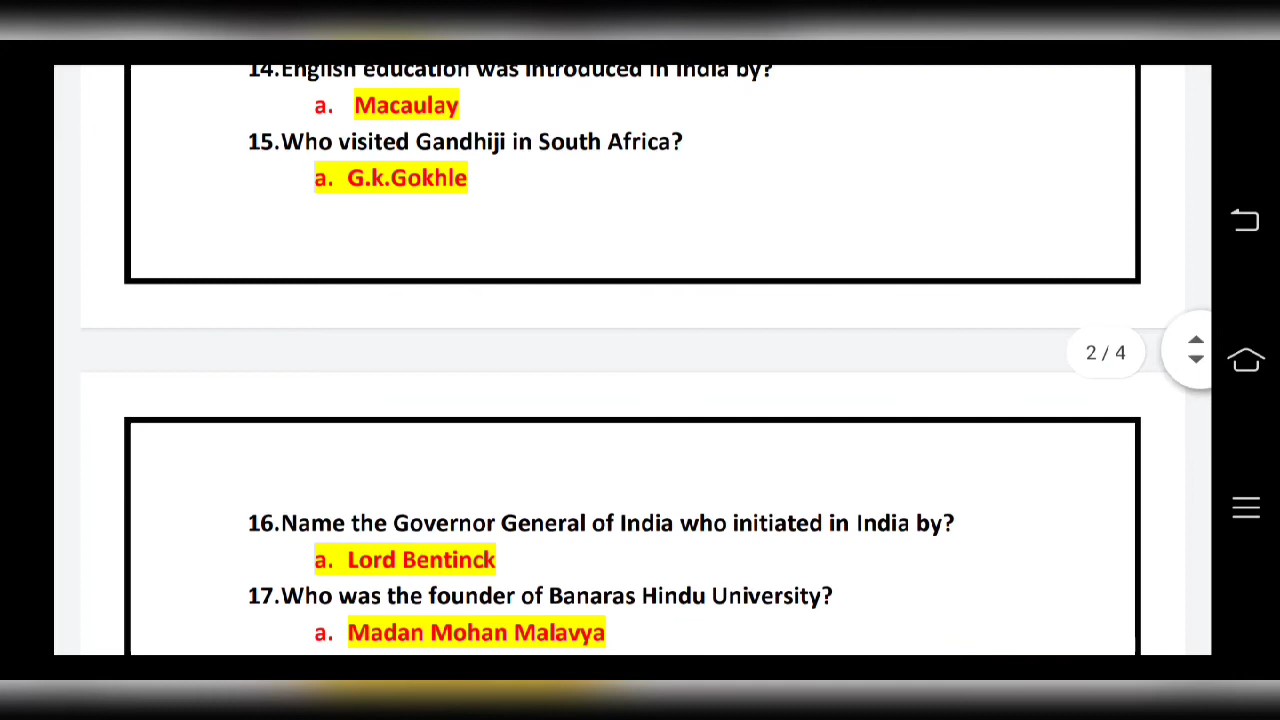 14.English education was introduced in India by?
a. Macaulay
15.Who visited Gandhiji in South Africa?
a. G.k.Gokhle
2 / 4
16.Name the Governor General of India who initiated in India by?
a. Lord Bentinck
17.Who was the founder of Banaras Hindu University?
a. Madan Mohan Malavya